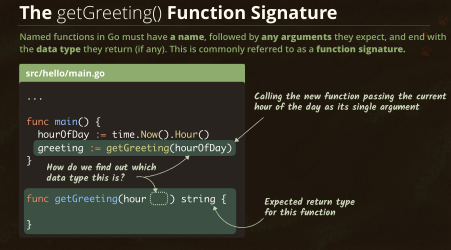 The getGreeting() Function Signature
Named functions in Go must have a name, followed by any arguments they expect, and end with
the data type they return (if any). This is commonly referred to as a function signature.
src/hello/main.go
...
Calling the new function passing the current
hour of the day as its single argument
func main() {
hourOfDay := time.Now().Hour()
greeting := getGreeting(hourOfDay)
}
How do we find out which
data type this is?
func getGreeting(hour ) string {
}
Expected return type
for this function